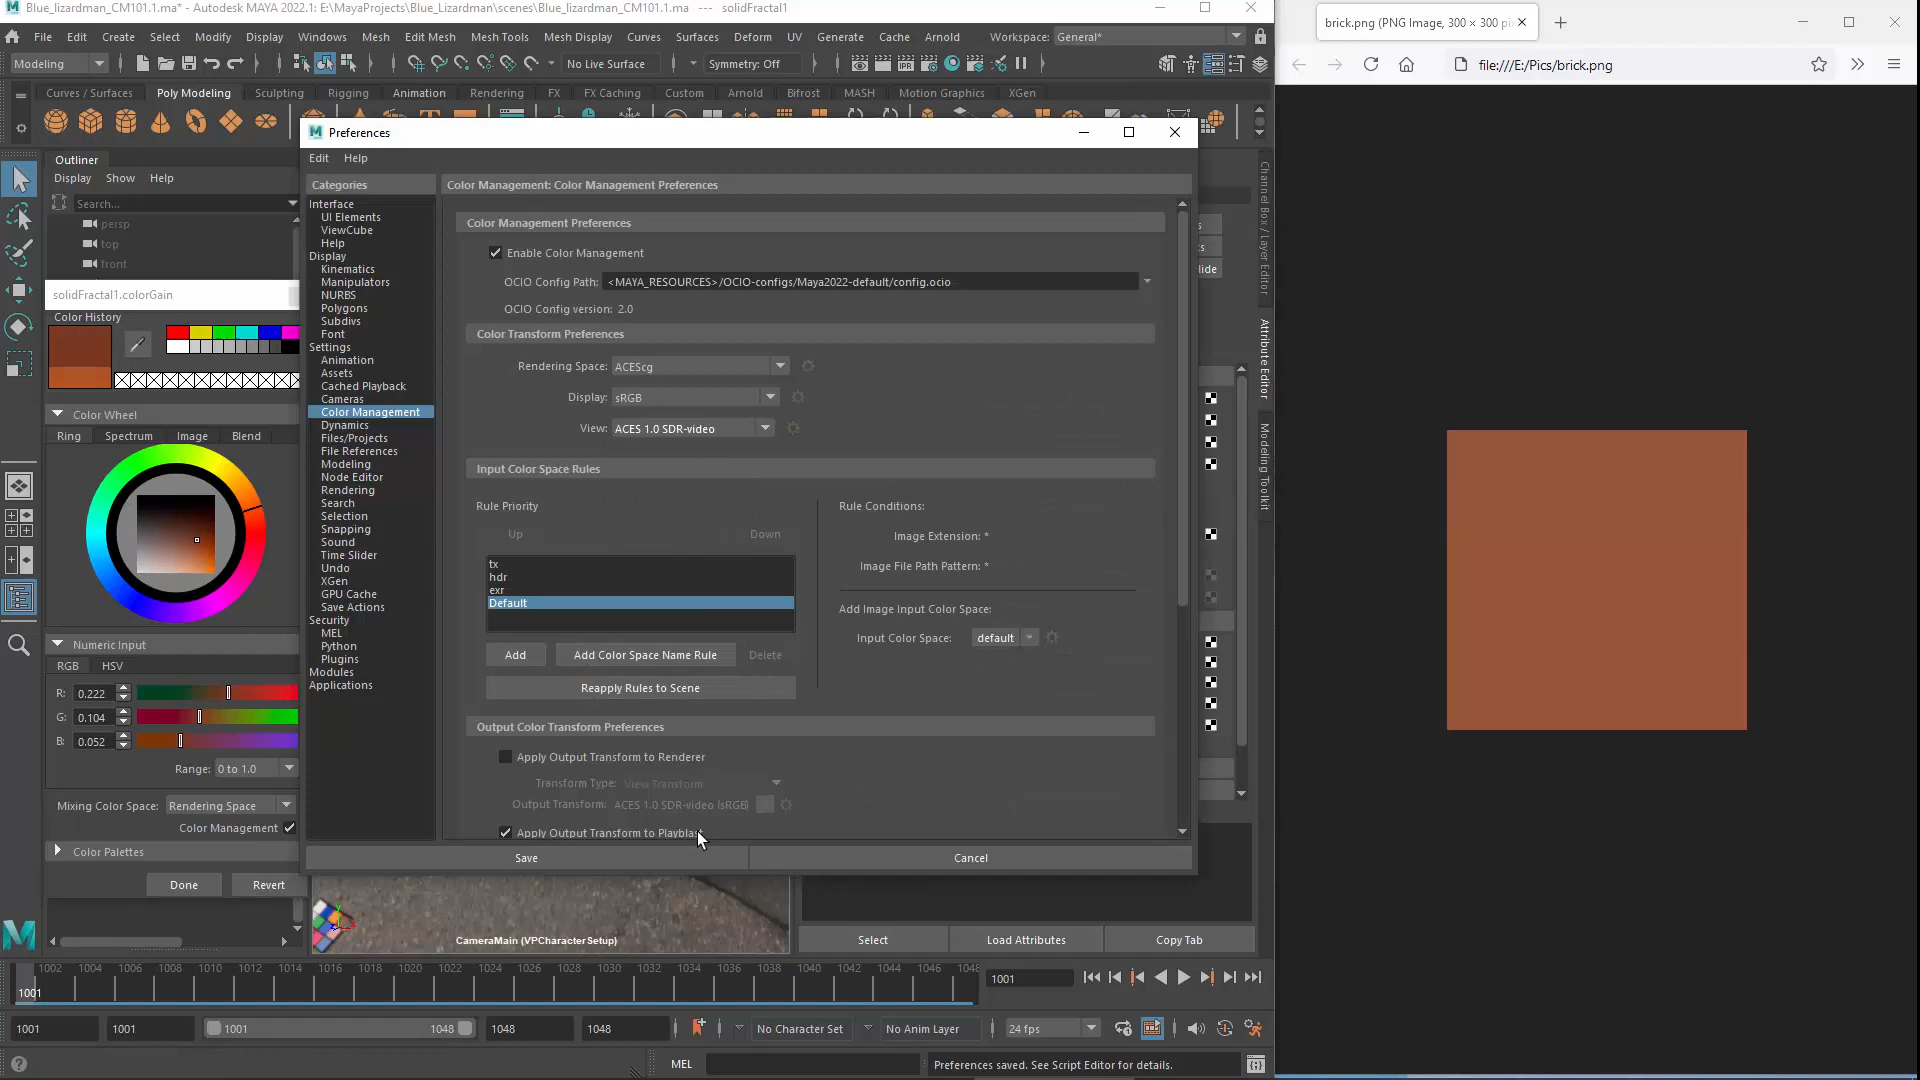 Blue_lizardman_CM101.1.ma* - Autodesk MAYA 2022.1: E:\MayaProjects\Blue_Lizardman\scenes\Blue_lizardman_CM101.1.ma --- solidFractal1
File Edit Create Select Modify Display Windows Mesh Edit Mesh Mesh Tools Mesh Display Curves Surfaces Deform UV Generate Cache Arnold Workspace: General*
Modeling No Live Surface Symmetry: Off
Curves / Surfaces Poly Modeling Sculpting Rigging Animation Rendering FX FX Caching Custom Arnold Bifrost MASH Motion Graphics XGen
Preferences
Edit Help
Outliner
Display Show Help
Search...
persp
top
front
solidFractal1.colorGain
Color History
Color Wheel
Ring Spectrum Image Blend
Numeric Input
RGB HSV
R: 0.222
G: 0.104
B: 0.052
Range: 0 to 1.0
Mixing Color Space: Rendering Space
Color Management
Color Palettes
Done Revert
Categories
Interface
UI Elements
ViewCube
Help
Display
Kinematics
Manipulators
NURBS
Polygons
Subdivs
Font
Settings
Animation
Assets
Cached Playback
Cameras
Color Management
Dynamics
Files/Projects
File References
Modeling
Node Editor
Rendering
Search
Selection
Snapping
Sound
Time Slider
Undo
XGen
GPU Cache
Save Actions
Security
MEL
Python
Plugins
Modules
Applications
Color Management: Color Management Preferences
Color Management Preferences
Enable Color Management
OCIO Config Path: <MAYA_RESOURCES>/OCIO-configs/Maya2022-default/config.ocio
OCIO Config version: 2.0
Color Transform Preferences
Rendering Space: ACEScg
Display: sRGB
View: ACES 1.0 SDR-video
Input Color Space Rules
Rule Priority
Up Down
tx
hdr
exr
Default
Add Add Color Space Name Rule Delete
Reapply Rules to Scene
Rule Conditions:
Image Extension: *
Image File Path Pattern: *
Add Image Input Color Space:
Input Color Space: default
Output Color Transform Preferences
Apply Output Transform to Renderer
Transform Type: View Transform
Output Transform: ACES 1.0 SDR-video (sRGB)
Apply Output Transform to Playblast
Save Cancel
lide
Channel Box / Layer Editor
Attribute Editor
Modeling Toolkit
CameraMain (VPCharacterSetup)
Select Load Attributes Copy Tab
1002 1004 1006 1008 1010 1012 1014 1016 1018 1020 1022 1024 1026 1028 1030 1032 1034 1036 1038 1040 1042 1044 1046 1048
1001
1001
1001 1001 1001 1048 1048 1048 No Character Set No Anim Layer 24 fps
MEL Preferences saved. See Script Editor for details.
brick.png (PNG Image, 300 × 300 pi
file:///E:/Pics/brick.png